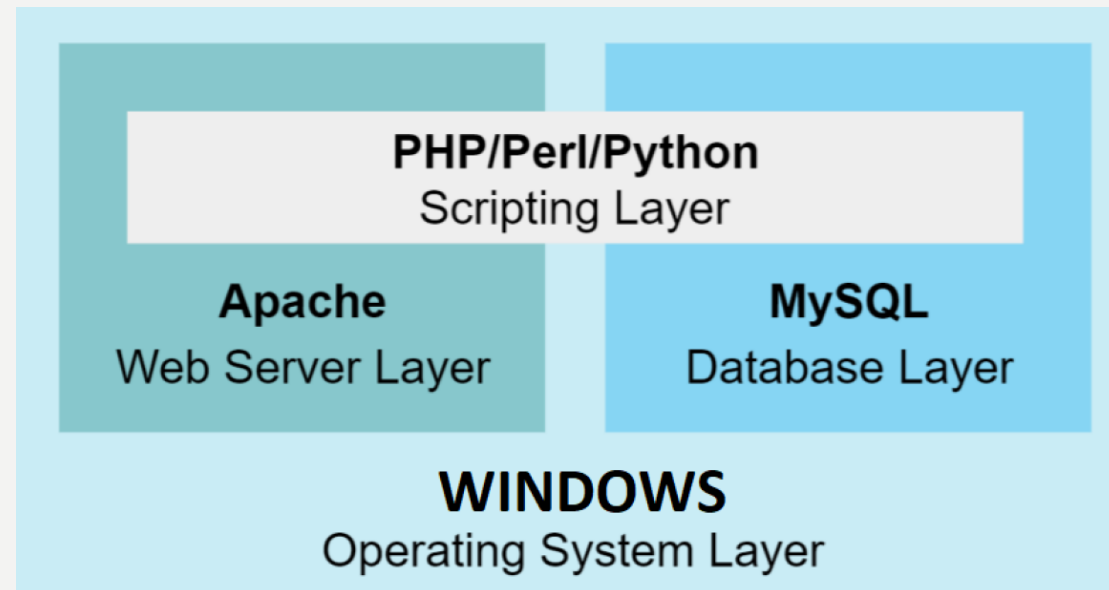 PHP/Perl/Python
Scripting Layer
Apache
Web Server Layer
MySQL
Database Layer
WINDOWS
Operating System Layer